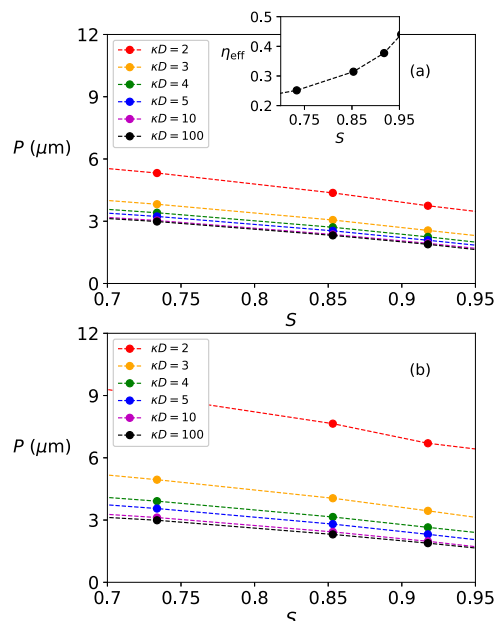 0.5
η_eff 0.4
0.3
0.2
0.75 0.85 0.95
S
(a)
12
9
6
3
0
P (μm)
κD = 2
κD = 3
κD = 4
κD = 5
κD = 10
κD = 100
0.7 0.75 0.8 0.85 0.9 0.95
S
(b)
12
9
6
3
0
P (μm)
κD = 2
κD = 3
κD = 4
κD = 5
κD = 10
κD = 100
0.7 0.75 0.8 0.85 0.9 0.95
S